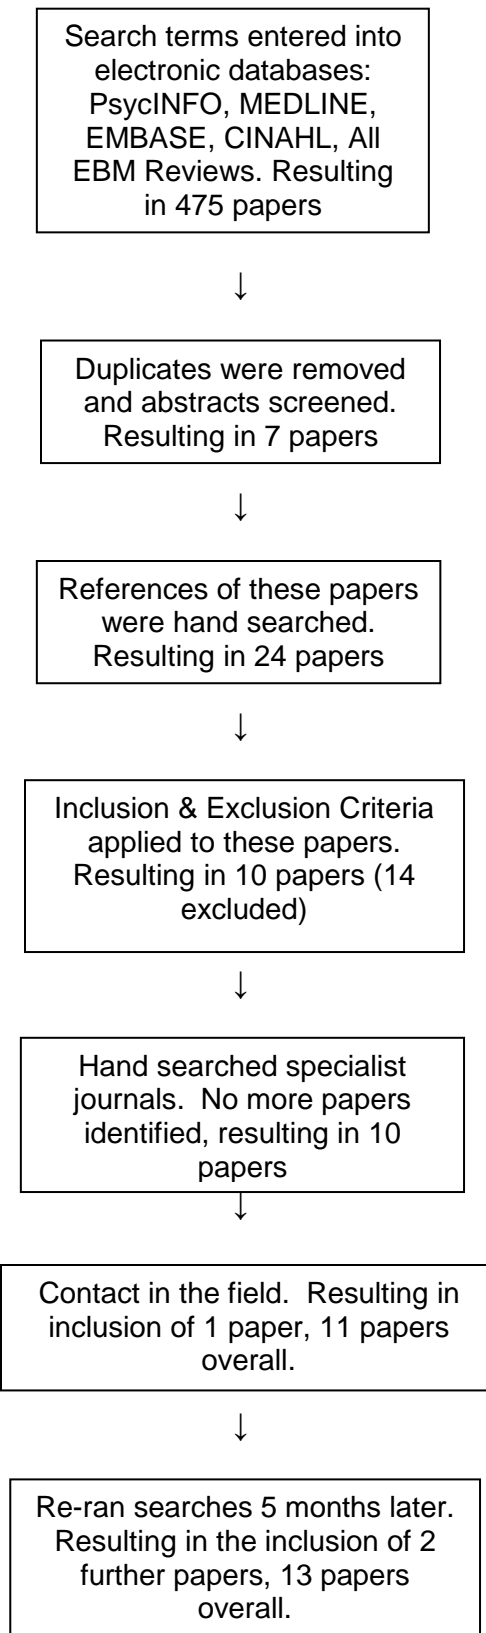 Search terms entered into
electronic databases:
PsycINFO, MEDLINE,
EMBASE, CINAHL, All
EBM Reviews. Resulting
in 475 papers
↓
Duplicates were removed
and abstracts screened.
Resulting in 7 papers
↓
References of these papers
were hand searched.
Resulting in 24 papers
↓
Inclusion & Exclusion Criteria
applied to these papers.
Resulting in 10 papers (14
excluded)
↓
Hand searched specialist
journals.  No more papers
identified, resulting in 10
papers
↓
Contact in the field.  Resulting in
inclusion of 1 paper, 11 papers
overall.
↓
Re-ran searches 5 months later.
Resulting in the inclusion of 2
further papers, 13 papers
overall.